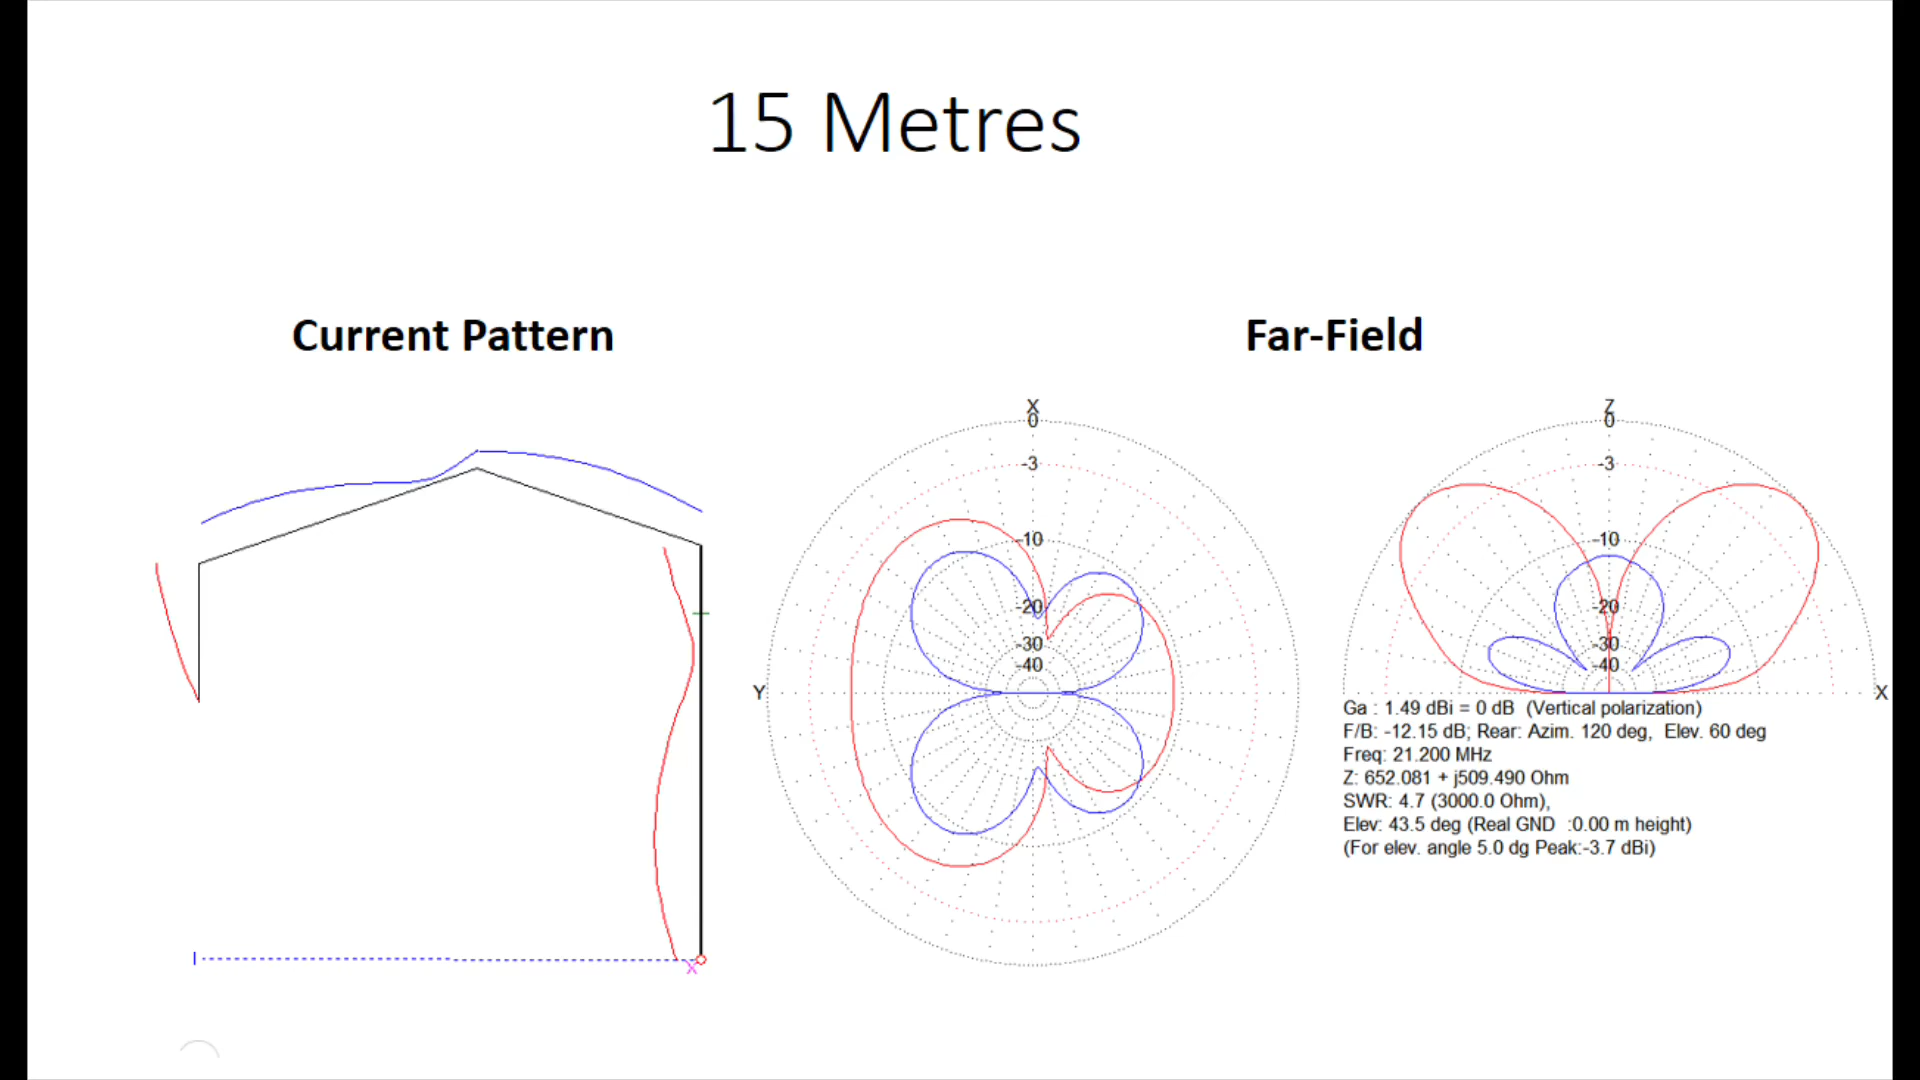 15 Metres
Current Pattern
Far-Field
X
0
-3
-10
-20
-30
-40
Y
Z
0
-3
-10
-20
-30
-40
X
Ga : 1.49 dBi = 0 dB (Vertical polarization)
F/B: -12.15 dB; Rear: Azim. 120 deg, Elev. 60 deg
Freq: 21.200 MHz
Z: 652.081 + j509.490 Ohm
SWR: 4.7 (3000.0 Ohm),
Elev: 43.5 deg (Real GND :0.00 m height)
(For elev. angle 5.0 dg Peak:-3.7 dBi)
X